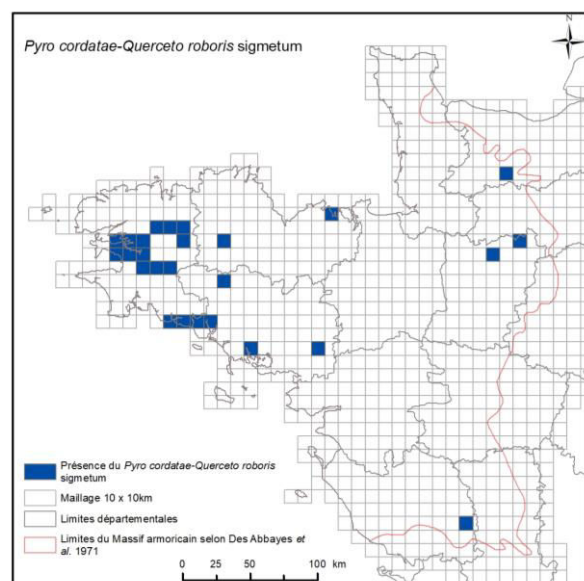 N
Pyro cordatae-Querceto roboris sigmetum
Présence du Pyro cordatae-Querceto roboris
sigmetum
Maillage 10 x 10km
Limites départementales
Limites du Massif armoricain selon Des Abbayes et
al. 1971
0 25 50 100 km